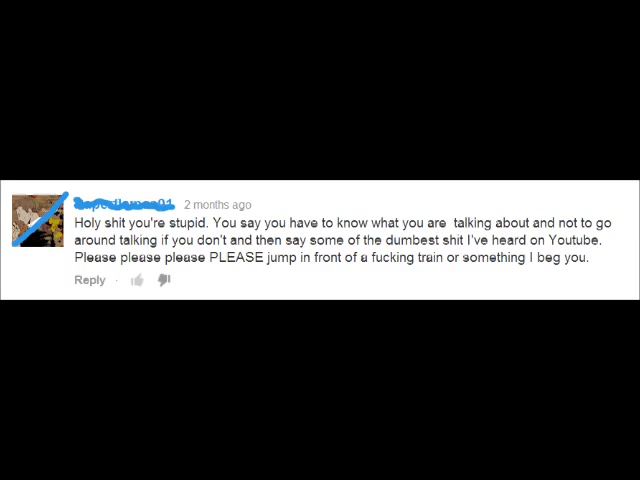 2 months ago
Holy shit you're stupid. You say you have to know what you are talking about and not to go
around talking if you don't and then say some of the dumbest shit I've heard on Youtube.
Please please please PLEASE jump in front of a fucking train or something I beg you.
Reply